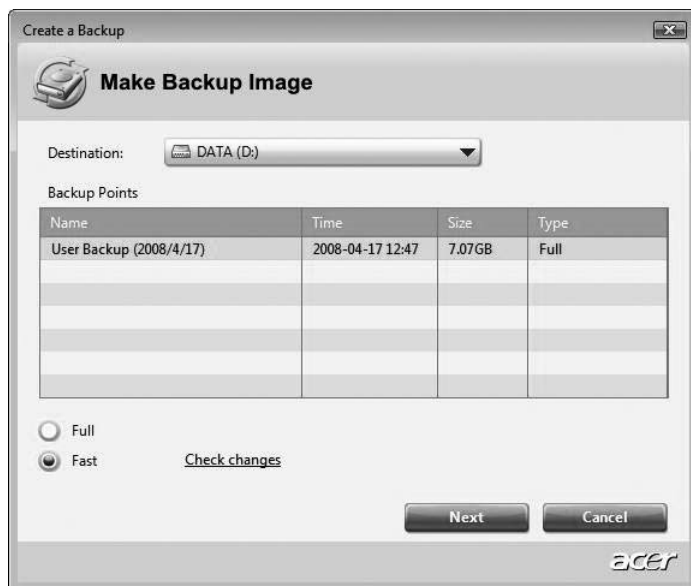 Create a Backup
Make Backup Image
Destination: DATA (D:)
Backup Points
Name Time Size Type
User Backup (2008/4/17) 2008-04-17 12:47 7.07GB Full
Full
Fast Check changes
Next Cancel
acer